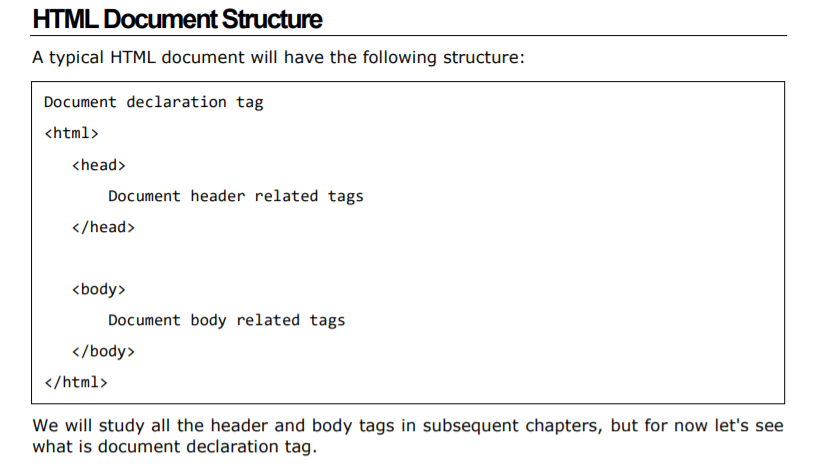 HTML Document Structure
A typical HTML document will have the following structure:
Document declaration tag
<html>
<head>
Document header related tags
</head>
<body>
Document body related tags
</body>
</html>
We will study all the header and body tags in subsequent chapters, but for now let's see
what is document declaration tag.